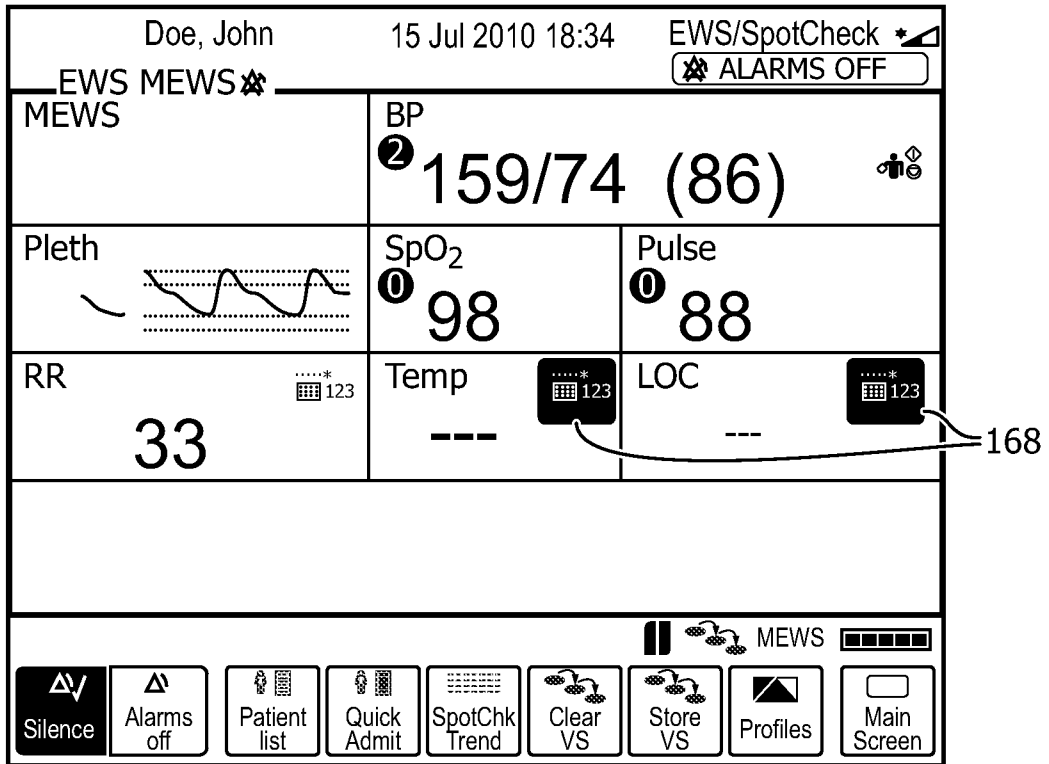 Doe, John 15 Jul 2010 18:34 EWS/SpotCheck
EWS MEWS ALARMS OFF
MEWS BP
2 159/74 (86)
Pleth SpO₂ Pulse
0 98 0 88
RR 123 Temp 123 LOC 123
33 --- ---
168
MEWS
Silence
Alarms off
Patient list
Quick Admit
SpotChk Trend
Clear VS
Store VS
Profiles
Main Screen